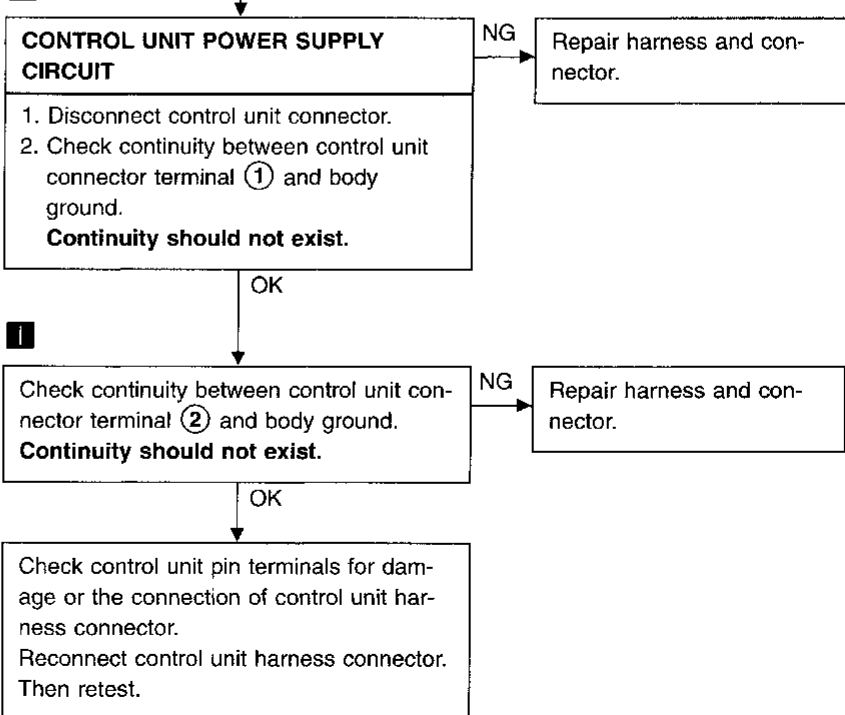 CONTROL UNIT POWER SUPPLY
CIRCUIT
1. Disconnect control unit connector.
2. Check continuity between control unit
connector terminal ① and body
ground.
Continuity should not exist.
NG
Repair harness and con-
nector.
OK
i
Check continuity between control unit con-
nector terminal ② and body ground.
Continuity should not exist.
NG
Repair harness and con-
nector.
OK
Check control unit pin terminals for dam-
age or the connection of control unit har-
ness connector.
Reconnect control unit harness connector.
Then retest.